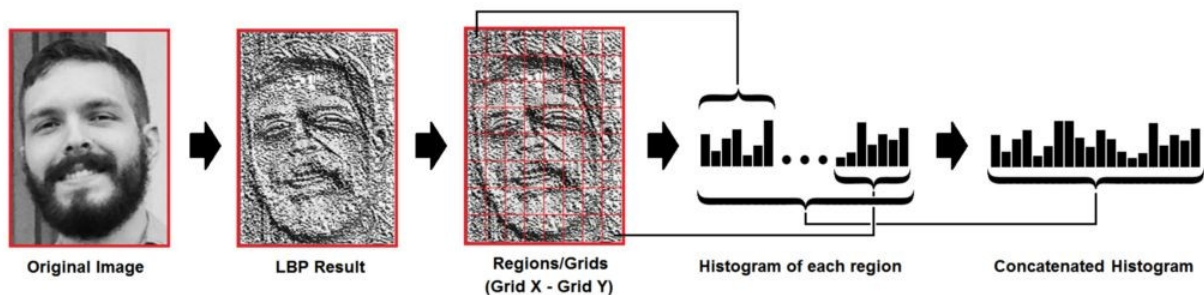 Original Image
LBP Result
Regions/Grids
(Grid X - Grid Y)
Histogram of each region
Concatenated Histogram